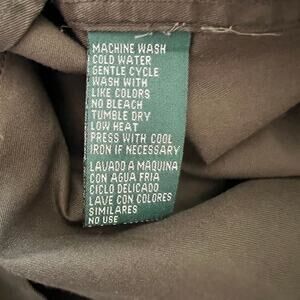 MACHINE WASH
COLD WATER
GENTLE CYCLE
WASH WITH
LIKE COLORS
NO BLEACH
TUMBLE DRY
LOW HEAT
PRESS WITH COOL
IRON IF NECESSARY
LAVADO A MAQUINA
CON AGUA FRIA
CICLO DELICADO
LAVE CON COLORES
SIMILARES
NO USE